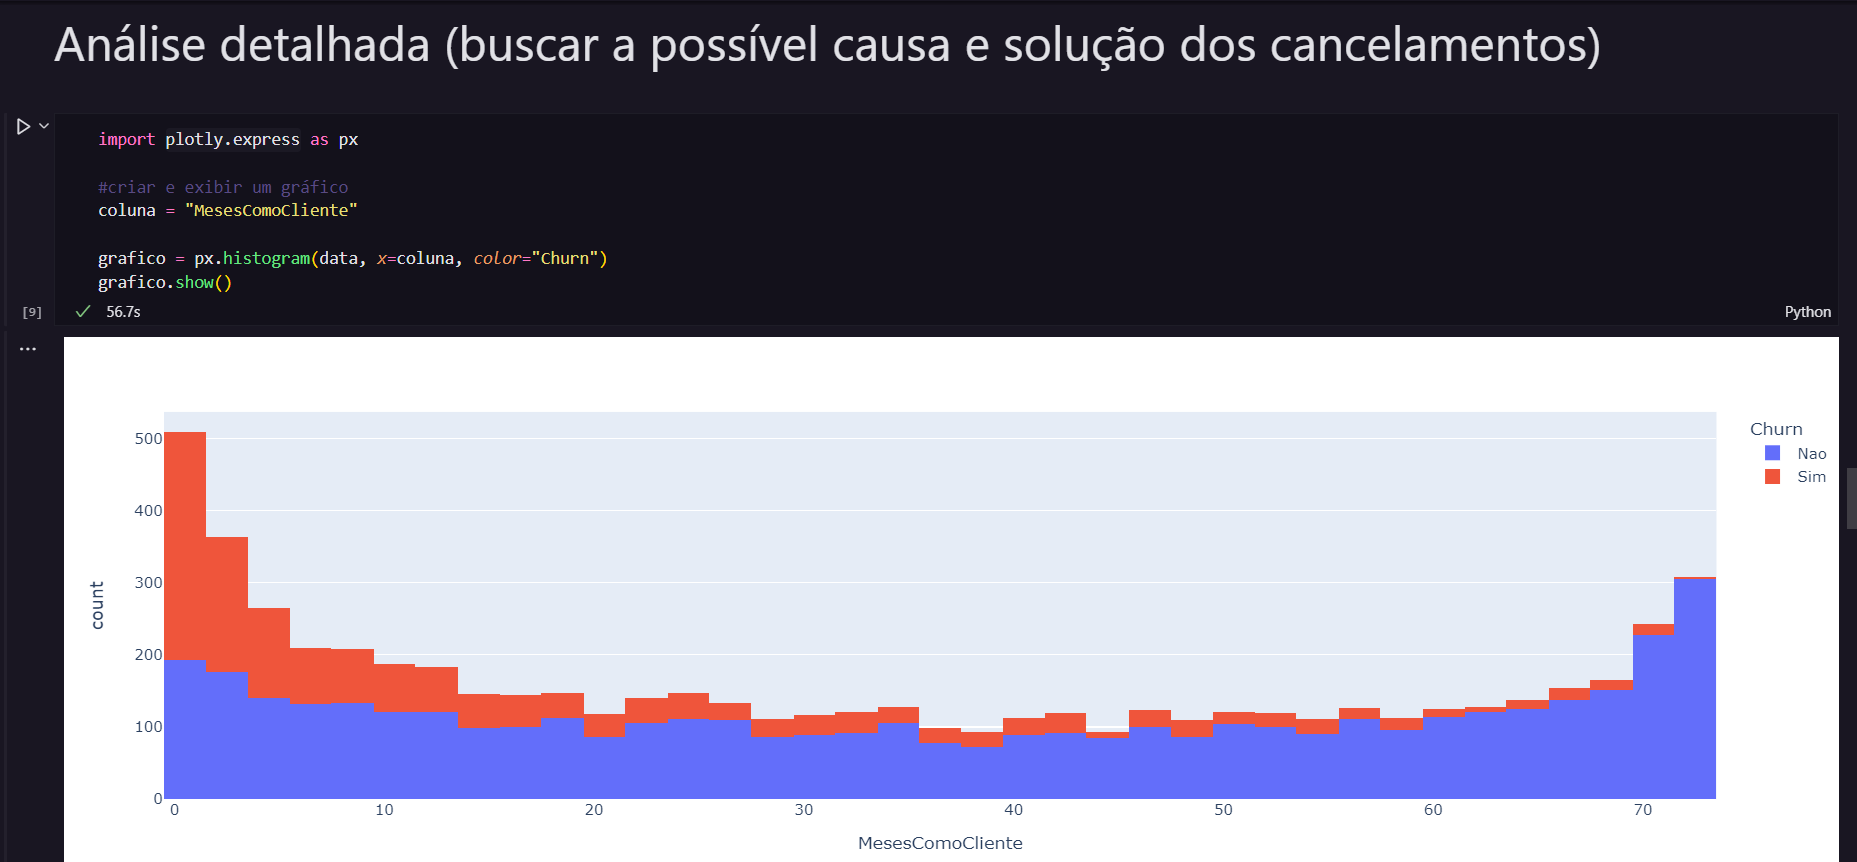 Análise detalhada (buscar a possível causa e solução dos cancelamentos)
import plotly.express as px
#criar e exibir um gráfico
coluna = "MesesComoCliente"
grafico = px.histogram(data, x=coluna, color="Churn")
grafico.show()
[9]
56.7s
Python
...
Churn
Nao
Sim
500
400
300
200
100
0
count
0 10 20 30 40 50 60 70
MesesComoCliente